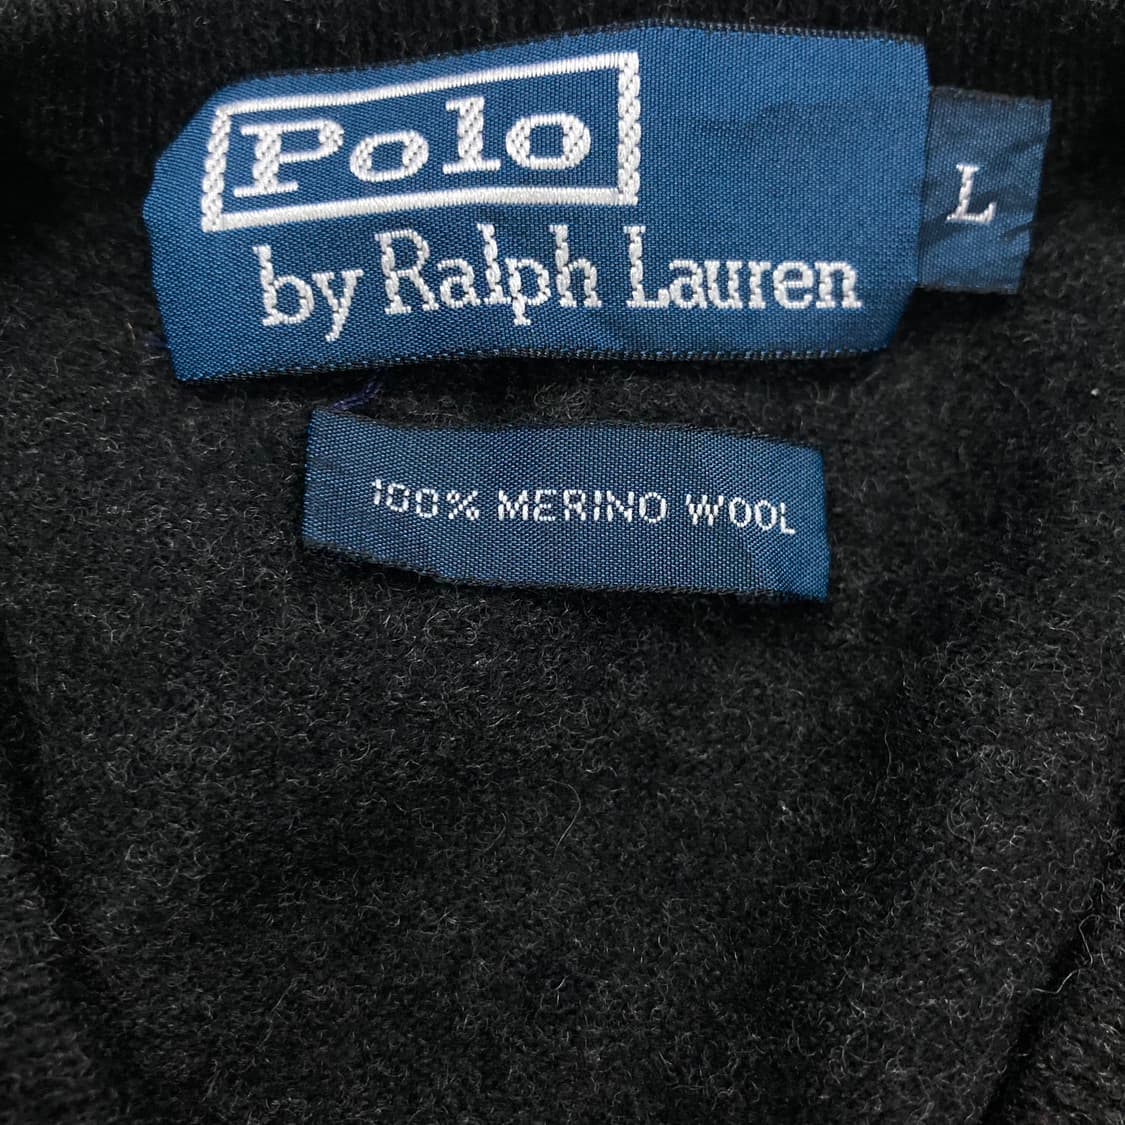 Polo
by Ralph Lauren
L
100% MERINO WOOL